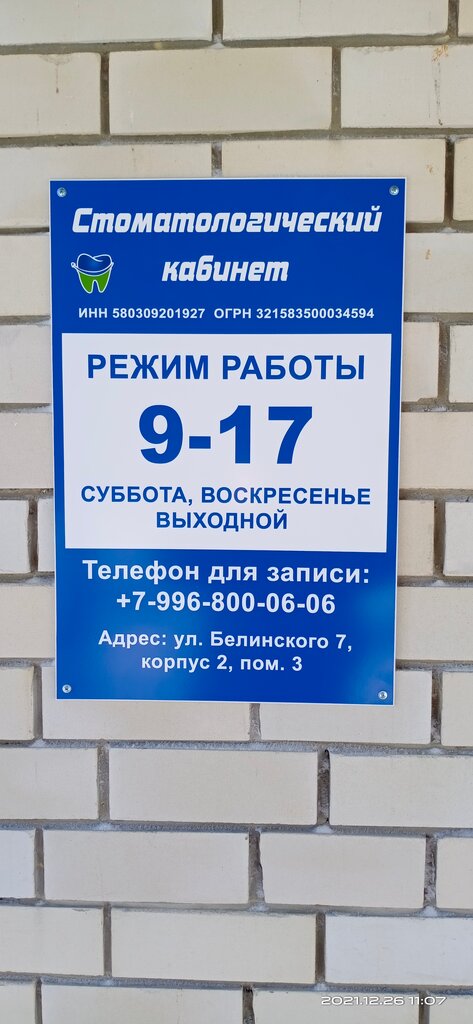 Стоматологический
кабинет
ИНН 580309201927 ОГРН 321583500034594
РЕЖИМ РАБОТЫ
9-17
СУББОТА, ВОСКРЕСЕНЬЕ
ВЫХОДНОЙ
Телефон для записи:
+7-996-800-06-06
Адрес: ул. Белинского 7,
корпус 2, пом. 3
2021.12.26 11:07